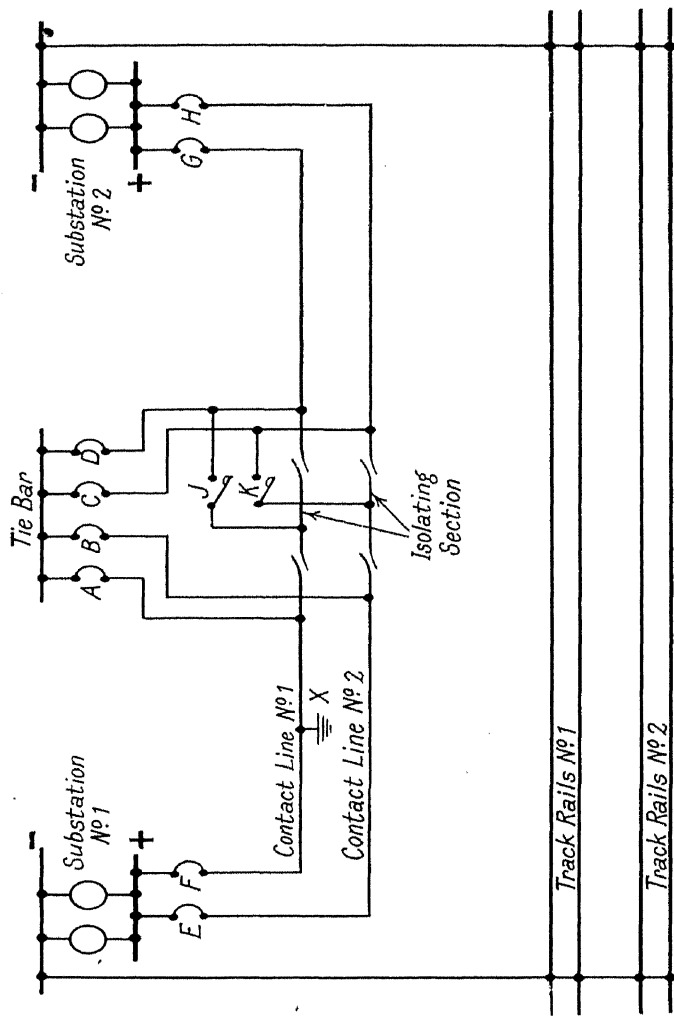 Tie Bar
A
B
C
D
Substation
Nº 1
−
+
E
F
Substation
Nº 2
−
+
G
H
J
K
Contact Line Nº 1
X
Contact Line Nº 2
Isolating
Section
Track Rails Nº 1
Track Rails Nº 2